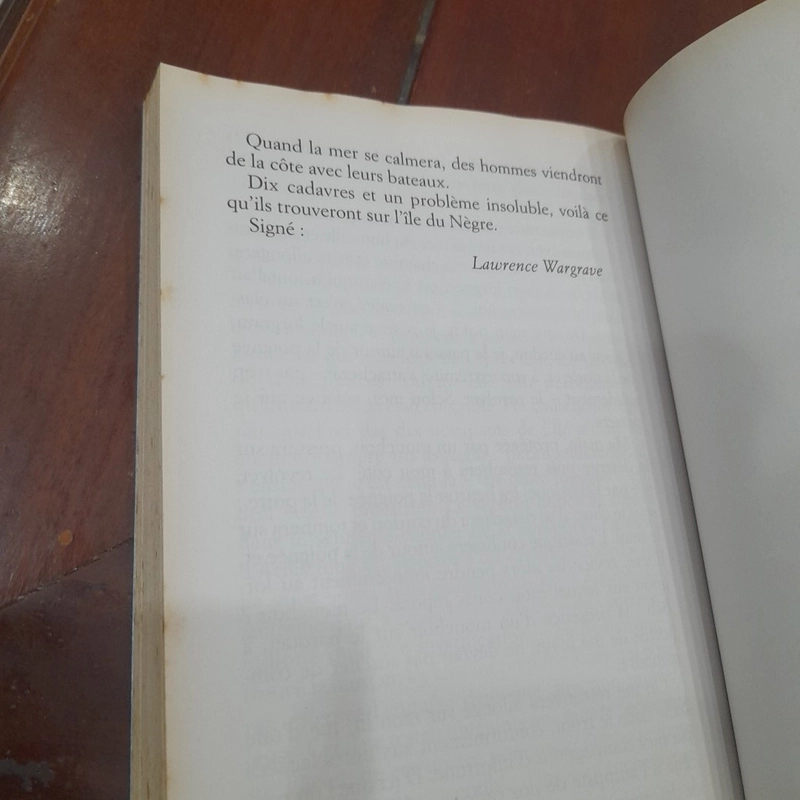 Quand la mer se calmera, des hommes viendront
de la côte avec leurs bateaux.
Dix cadavres et un problème insoluble, voilà ce
qu'ils trouveront sur l'île du Nègre.
Signé :
Lawrence Wargrave